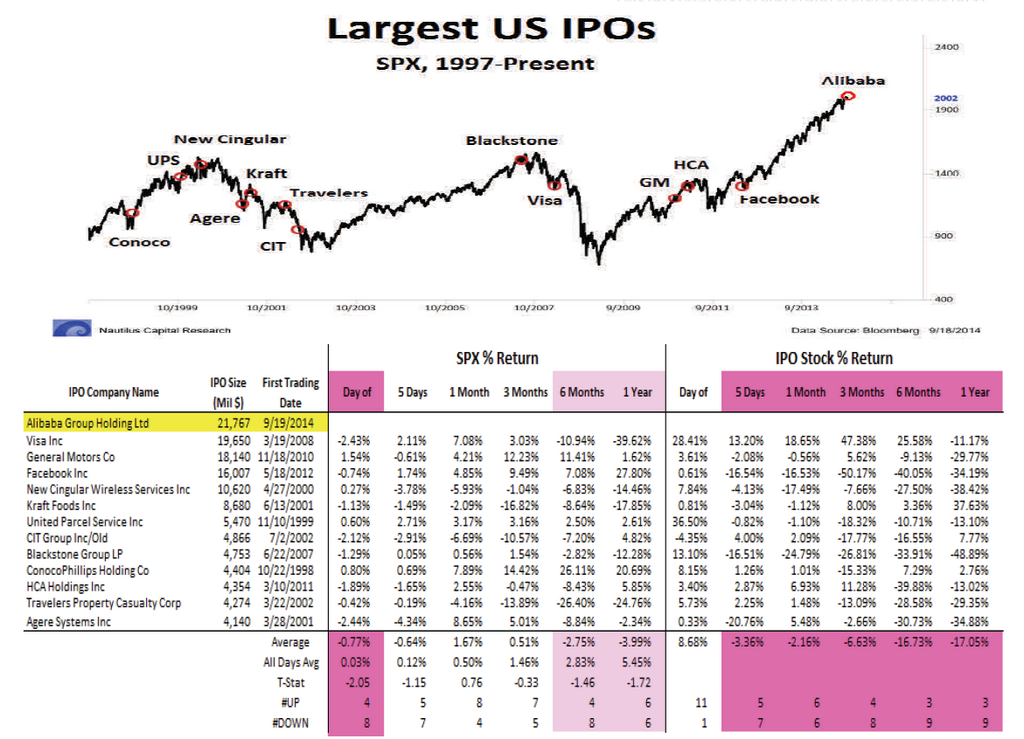 Largest US IPOs
SPX, 1997-Present
2400
Alibaba
2002
1900
New Cingular
Blackstone
UPS
HCA
Kraft
1400
GM
Travelers
Visa
Facebook
Agere
Conoco
CIT
900
400
10/1999 10/2001 10/2003 10/2005 10/2007 9/2009 9/2011 9/2013
Nautilus Capital Research Data Source: Bloomberg 9/18/2014
SPX % Return IPO Stock % Return
IPO Company Name IPO Size (Mil $) First Trading Date Day of 5 Days 1 Month 3 Months 6 Months 1 Year Day of 5 Days 1 Month 3 Months 6 Months 1 Year
Alibaba Group Holding Ltd 21,767 9/19/2014
Visa Inc 19,650 3/19/2008 -2.43% 2.11% 7.08% 3.03% -10.94% -39.62% 28.41% 13.20% 18.65% 47.38% 25.58% -11.17%
General Motors Co 18,140 11/18/2010 1.54% -0.61% 4.21% 12.23% 11.41% 1.62% 3.61% -2.08% -0.56% 5.62% -9.13% -29.77%
Facebook Inc 16,007 5/18/2012 -0.74% 1.74% 4.85% 9.49% 7.08% 27.80% 0.61% -16.54% -16.53% -50.17% -40.05% -34.19%
New Cingular Wireless Services Inc 10,620 4/27/2000 0.27% -3.78% -5.93% -1.04% -6.83% -14.46% 7.84% -4.13% -17.49% -7.66% -27.50% -38.42%
Kraft Foods Inc 8,680 6/13/2001 -1.13% -1.49% -2.09% -16.82% -8.64% -17.85% 0.81% -3.04% -1.12% 8.00% 3.36% 37.63%
United Parcel Service Inc 5,470 11/10/1999 0.60% 2.71% 3.17% 3.16% 2.50% 2.61% 36.50% -0.82% -1.10% -18.32% -10.71% -13.10%
CIT Group Inc/Old 4,866 7/2/2002 -2.12% -2.91% -6.69% -10.57% -7.20% 4.82% -4.35% 4.00% 2.09% -17.77% -16.55% 7.77%
Blackstone Group LP 4,753 6/22/2007 -1.29% 0.05% 0.56% 1.54% -2.82% -12.28% 13.10% -16.51% -24.79% -26.81% -33.91% -48.89%
ConocoPhillips Holding Co 4,404 10/22/1998 0.80% 0.69% 7.89% 14.42% 26.11% 20.69% 8.15% 1.26% 1.01% -15.33% 7.29% 2.76%
HCA Holdings Inc 4,354 3/10/2011 -1.89% -1.65% 2.55% -0.47% -8.43% 5.85% 3.40% 2.87% 6.93% 11.28% -39.88% -13.02%
Travelers Property Casualty Corp 4,274 3/22/2002 -0.42% -0.19% -4.16% -13.89% -26.40% -24.76% 5.73% 2.25% 1.48% -13.09% -28.58% -29.35%
Agere Systems Inc 4,140 3/28/2001 -2.44% -4.34% 8.65% 5.01% -8.84% -2.34% 0.33% -20.76% 5.48% -2.66% -30.73% -34.88%
Average -0.77% -0.64% 1.67% 0.51% -2.75% -3.99% 8.68% -3.36% -2.16% -6.63% -16.73% -17.05%
All Days Avg 0.03% 0.12% 0.50% 1.46% 2.83% 5.45%
T-Stat -2.05 -1.15 0.76 -0.33 -1.46 -1.72
#UP 4 5 8 7 4 6 11 5 6 4 3 3
#DOWN 8 7 4 5 8 6 1 7 6 8 9 9